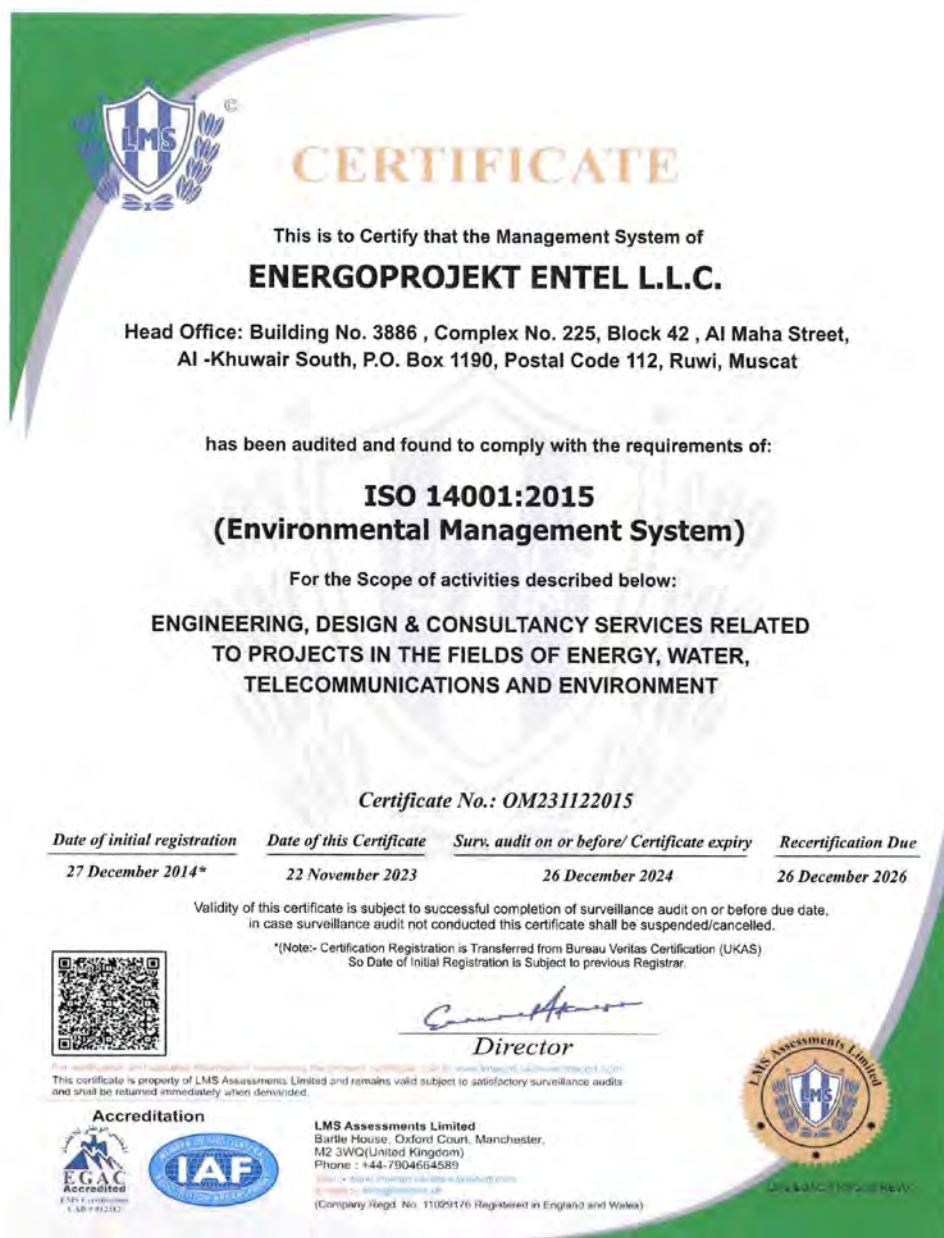 LMS
©
CERTIFICATE
This is to Certify that the Management System of
ENERGOPROJEKT ENTEL L.L.C.
Head Office: Building No. 3886 , Complex No. 225, Block 42 , Al Maha Street,
Al -Khuwair South, P.O. Box 1190, Postal Code 112, Ruwi, Muscat
has been audited and found to comply with the requirements of:
ISO 14001:2015
(Environmental Management System)
For the Scope of activities described below:
ENGINEERING, DESIGN & CONSULTANCY SERVICES RELATED
TO PROJECTS IN THE FIELDS OF ENERGY, WATER,
TELECOMMUNICATIONS AND ENVIRONMENT
Certificate No.: OM231122015
Date of initial registration Date of this Certificate Surv. audit on or before/ Certificate expiry Recertification Due
27 December 2014* 22 November 2023 26 December 2024 26 December 2026
Validity of this certificate is subject to successful completion of surveillance audit on or before due date,
in case surveillance audit not conducted this certificate shall be suspended/cancelled.
*(Note:- Certification Registration is Transferred from Bureau Veritas Certification (UKAS)
So Date of Initial Registration is Subject to previous Registrar.
Director
This certificate is property of LMS Assessments Limited and remains valid subject to satisfactory surveillance audits
and shall be returned immediately when demanded.
Accreditation
EGAC
Accredited
IAF
LMS Assessments Limited
Bartle House, Oxford Court, Manchester,
M2 3WQ(United Kingdom)
Phone : +44-7904664589
(Company Regd. No. 11029176 Registered in England and Wales)
LMS Assessments Limited
LMS